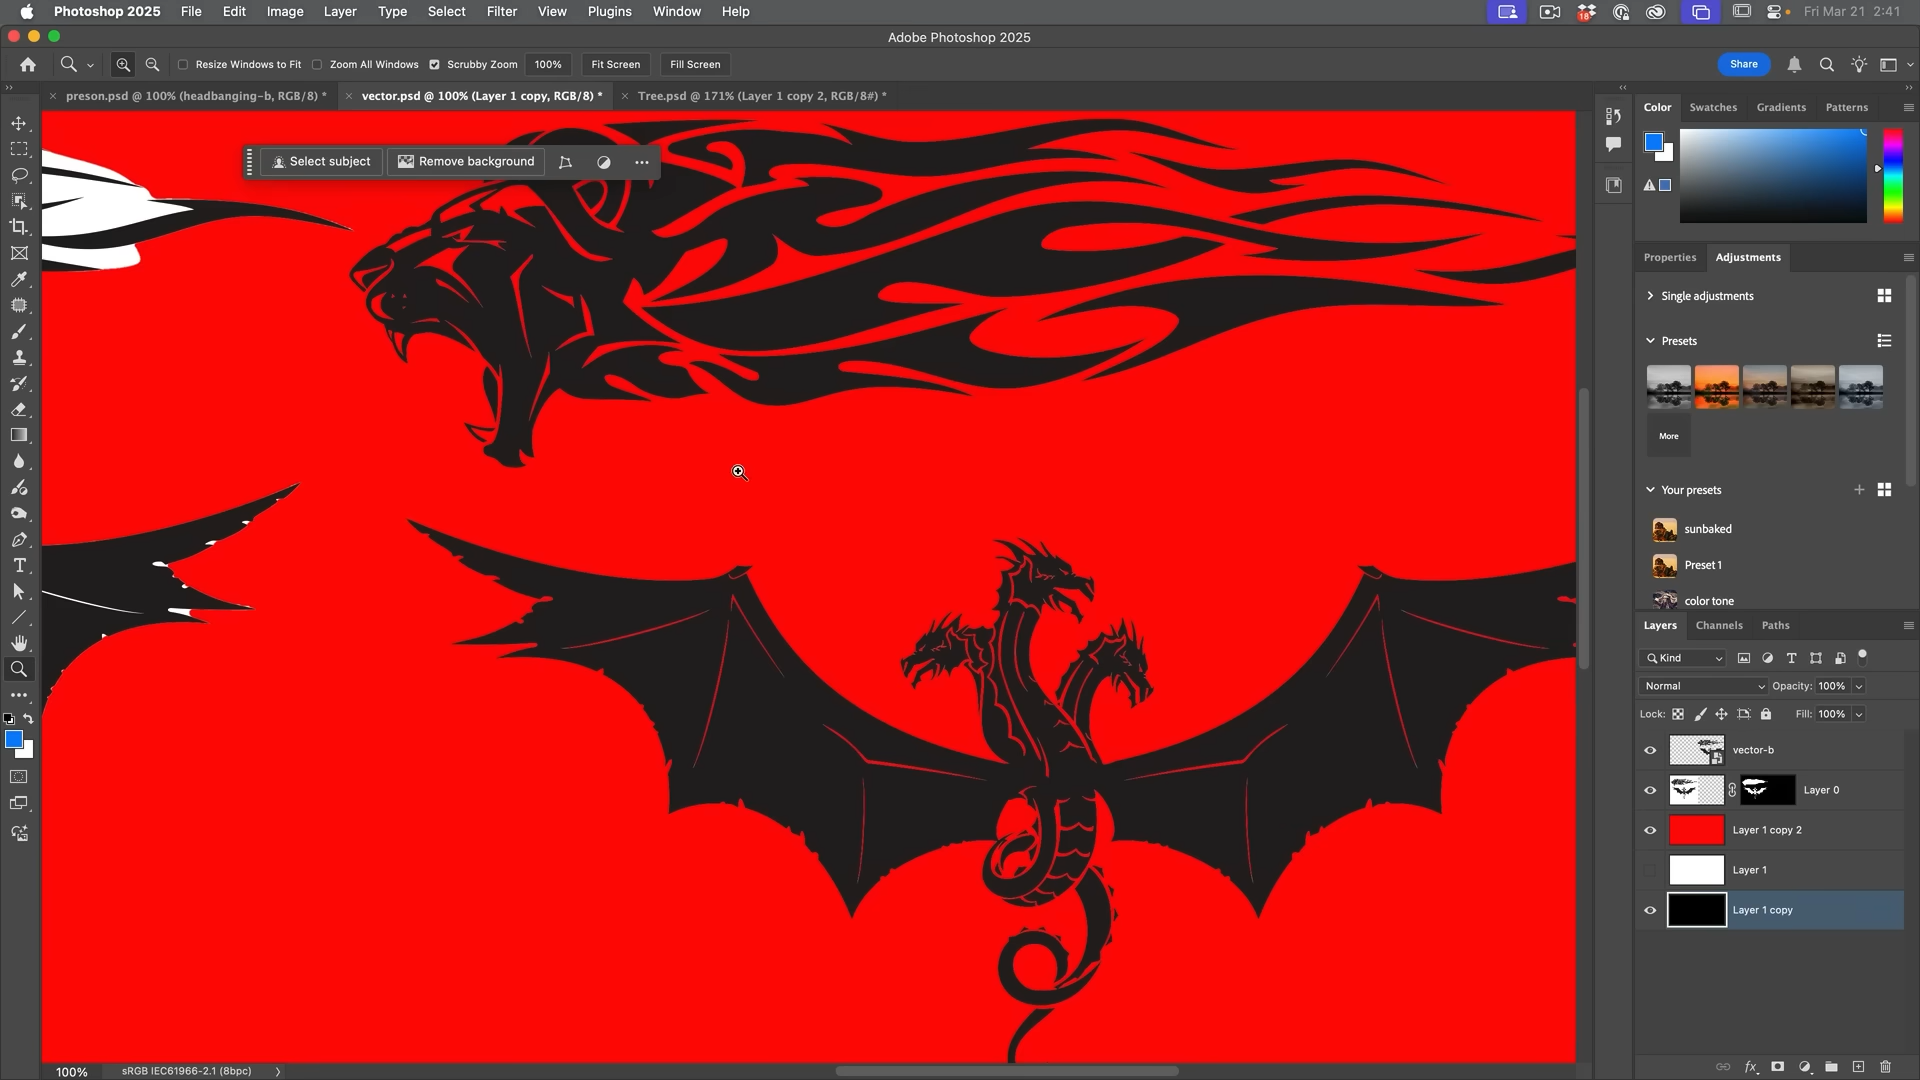 Photoshop 2025 File Edit Image Layer Type Select Filter View Plugins Window Help
18
Fri Mar 21 2:41
Adobe Photoshop 2025
Resize Windows to Fit Zoom All Windows Scrubby Zoom 100% Fit Screen Fill Screen
Share
preson.psd @ 100% (headbanging-b, RGB/8) *
vector.psd @ 100% (Layer 1 copy, RGB/8) *
Tree.psd @ 171% (Layer 1 copy 2, RGB/8#) *
Select subject Remove background
Color Swatches Gradients Patterns
Properties Adjustments
Single adjustments
Presets
More
Your presets
sunbaked
Preset 1
color tone
Layers Channels Paths
Kind
Normal Opacity: 100%
Lock: Fill: 100%
vector-b
Layer 0
Layer 1 copy 2
Layer 1
Layer 1 copy
fx
100% sRGB IEC61966-2.1 (8bpc)